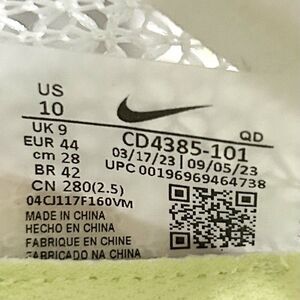 US
10
UK 9
EUR 44
cm 28
BR 42
CN 280(2.5)
04CJ117F160VM
MADE IN CHINA
HECHO EN CHINA
FABRIQUE EN CHINE
FABRICADO EN CHINA
QD
CD4385-101
03/17/23 | 09/05/23
UPC 00196969464738